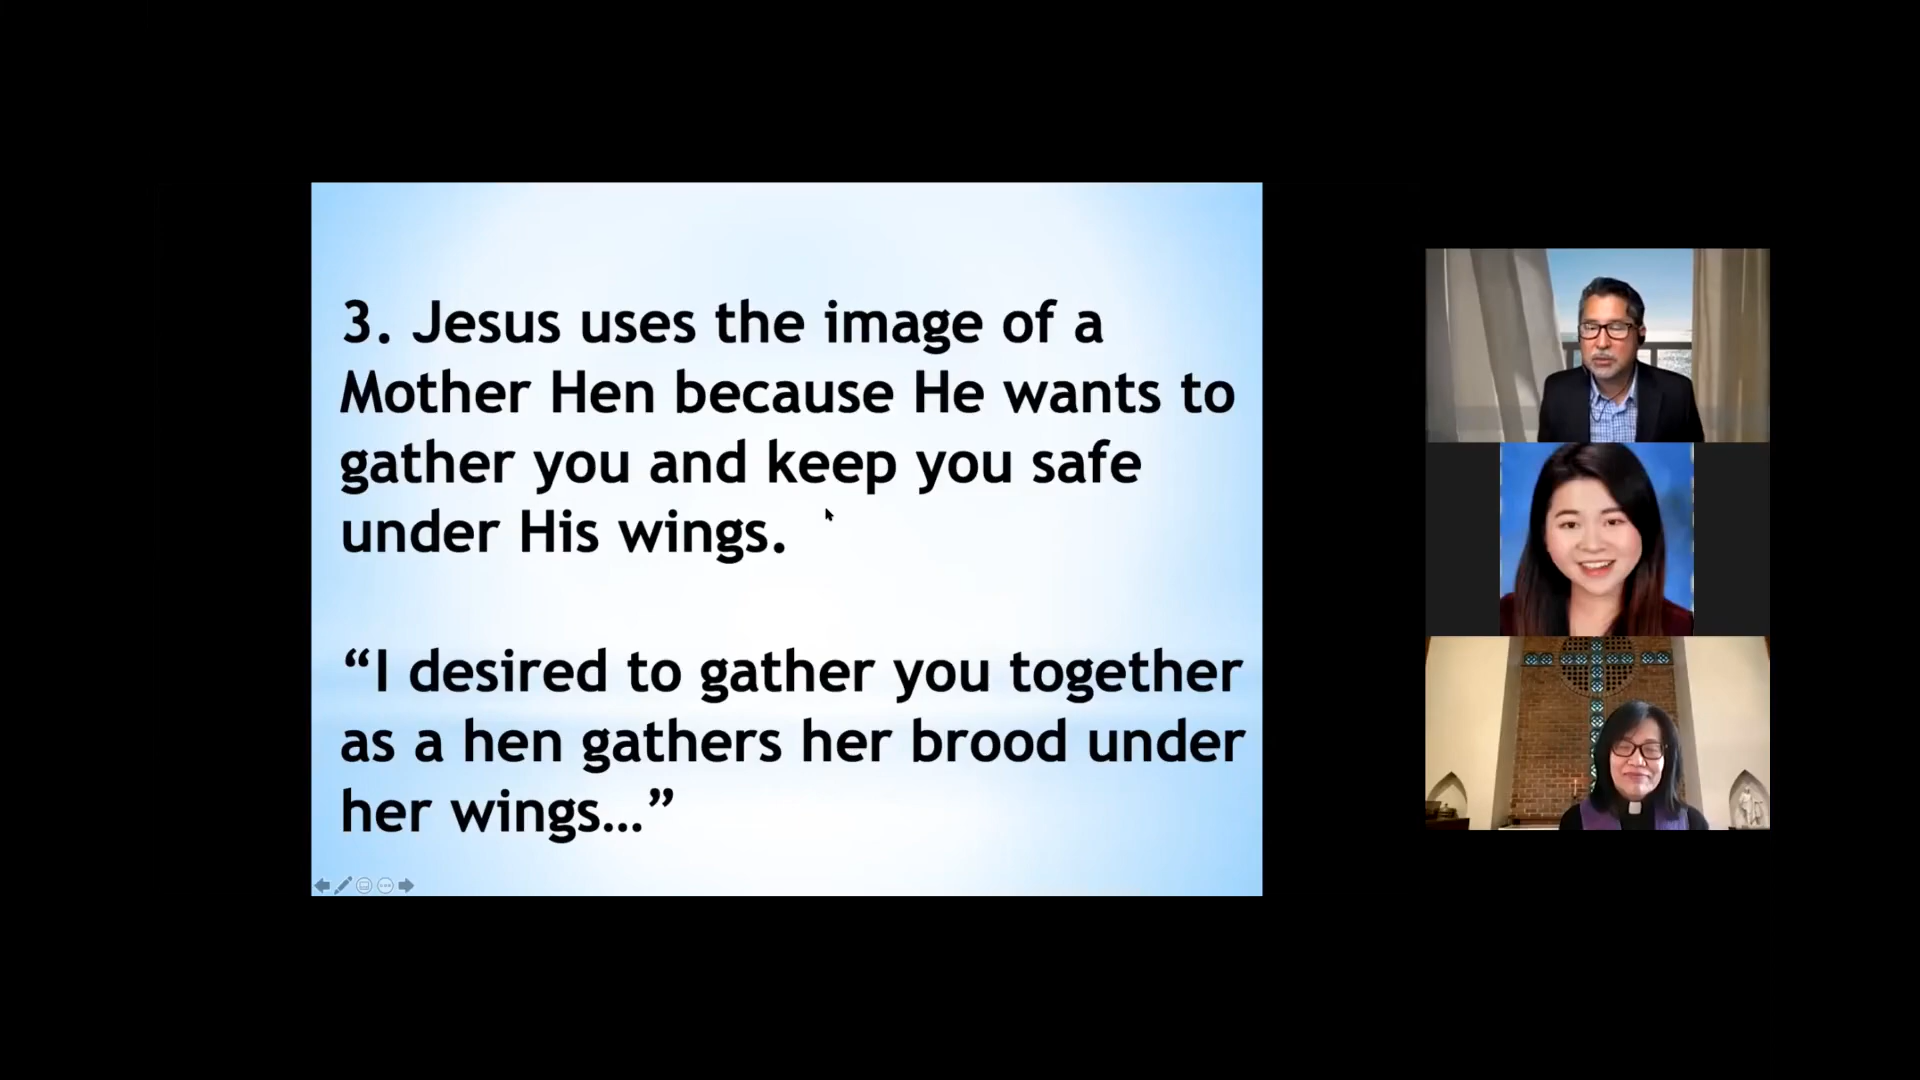 3. Jesus uses the image of a
Mother Hen because He wants to
gather you and keep you safe
under His wings.
“I desired to gather you together
as a hen gathers her brood under
her wings…”